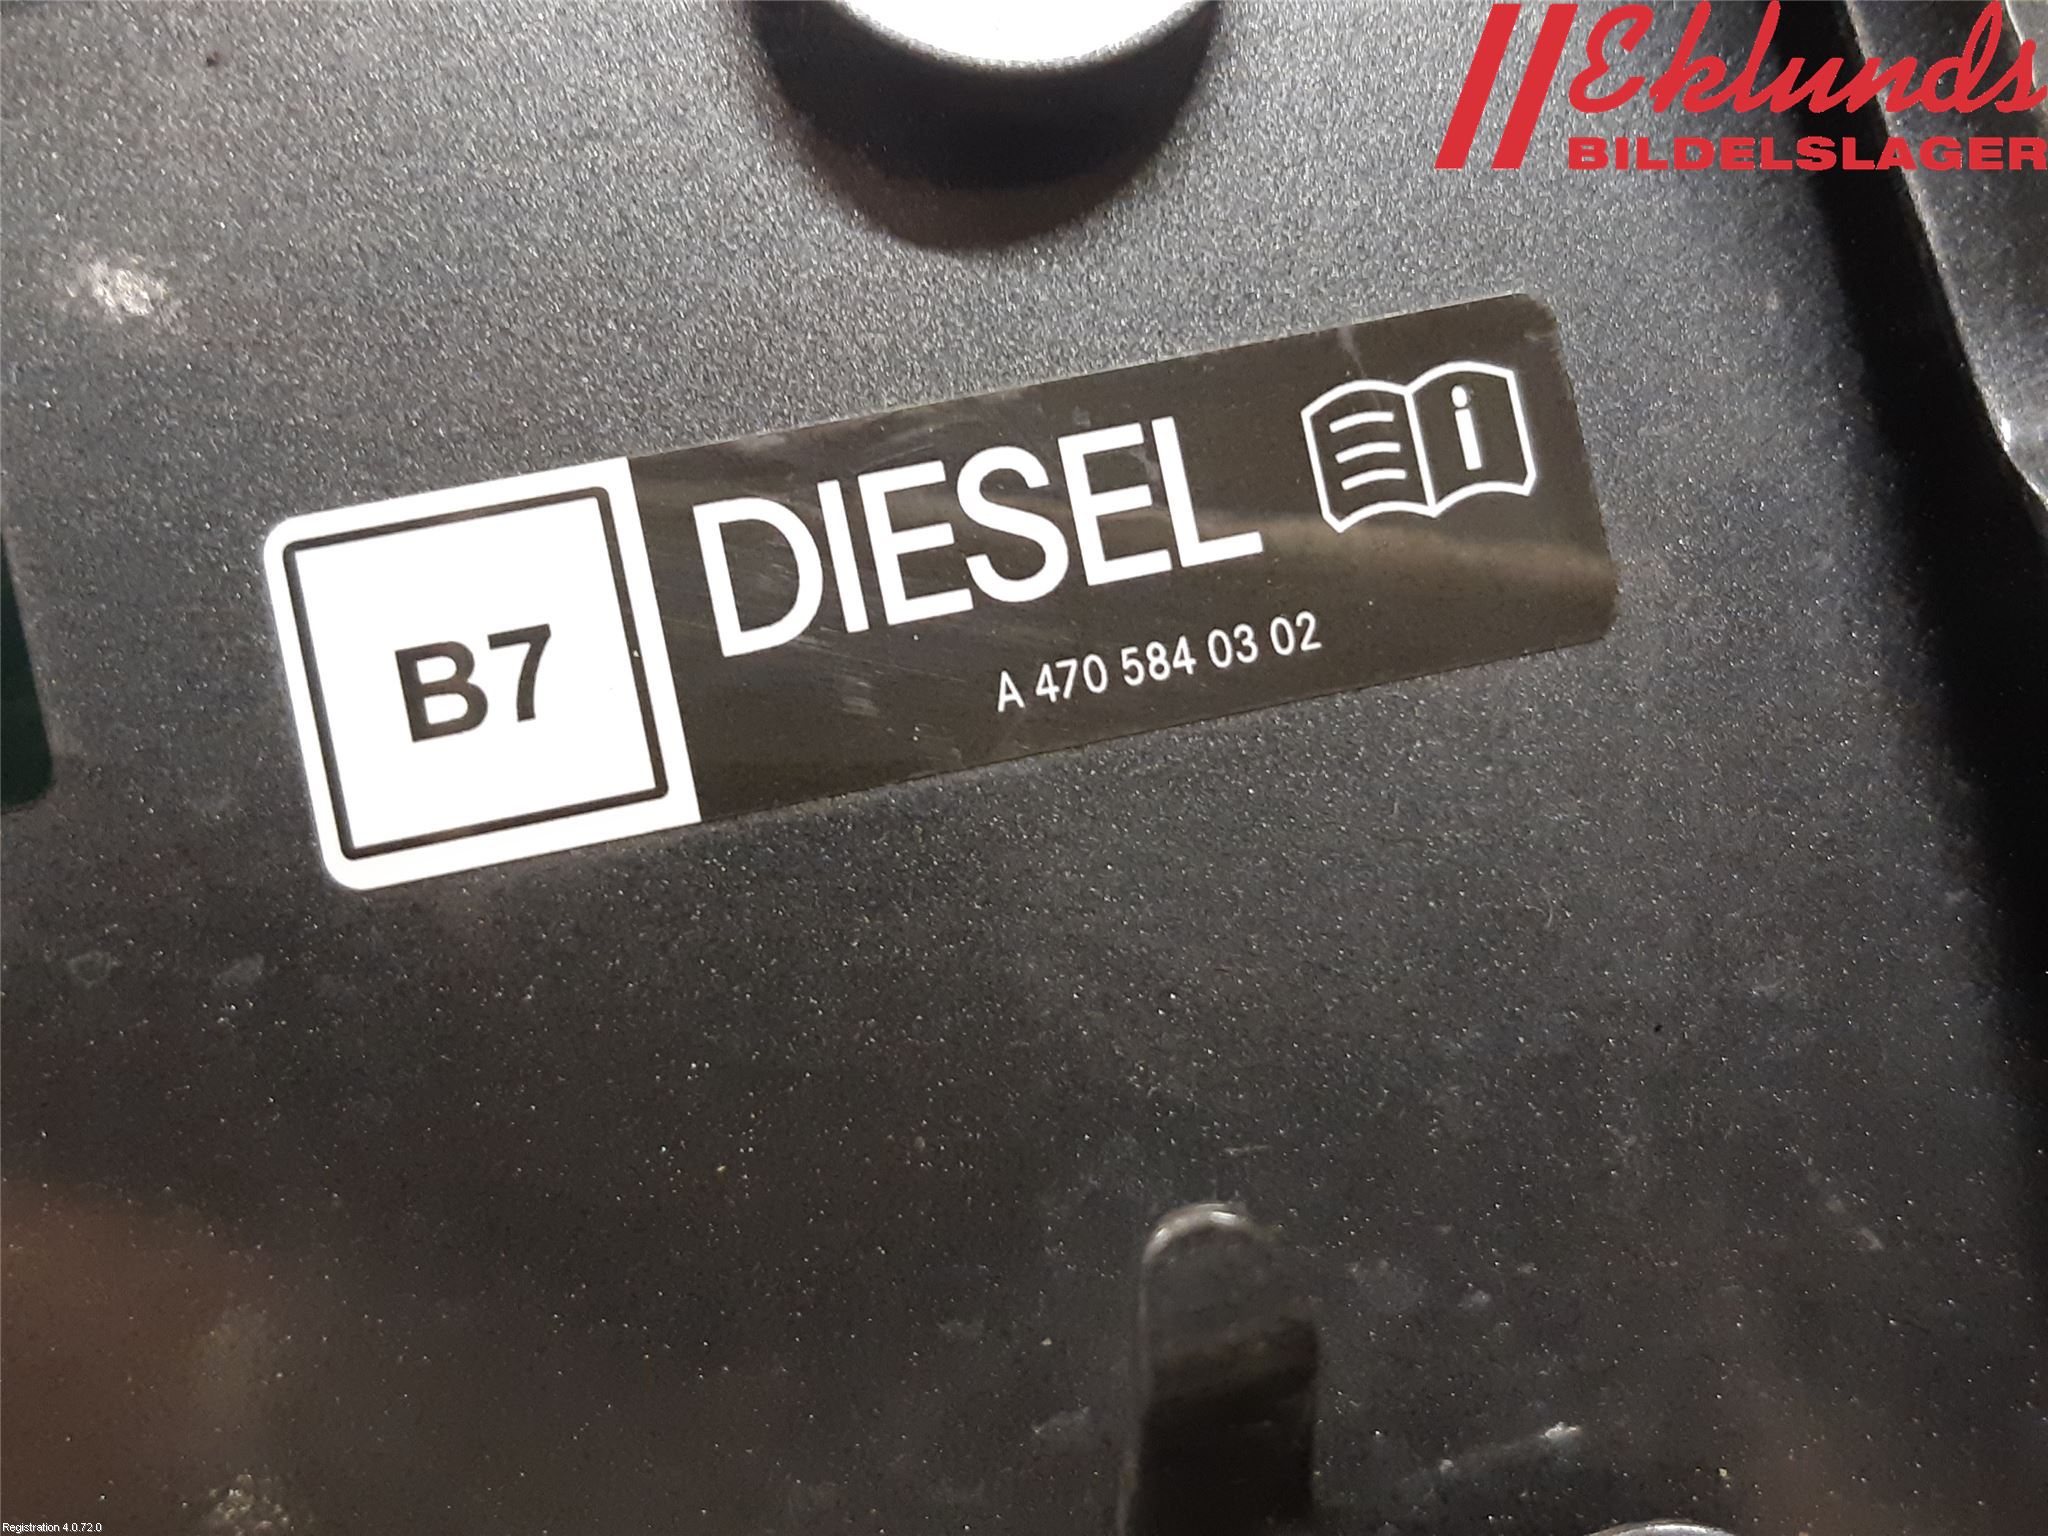 Eklunds
BILDELSLAGER
DIESEL
B7
A 470 584 03 02
Registration 4.0.72.0